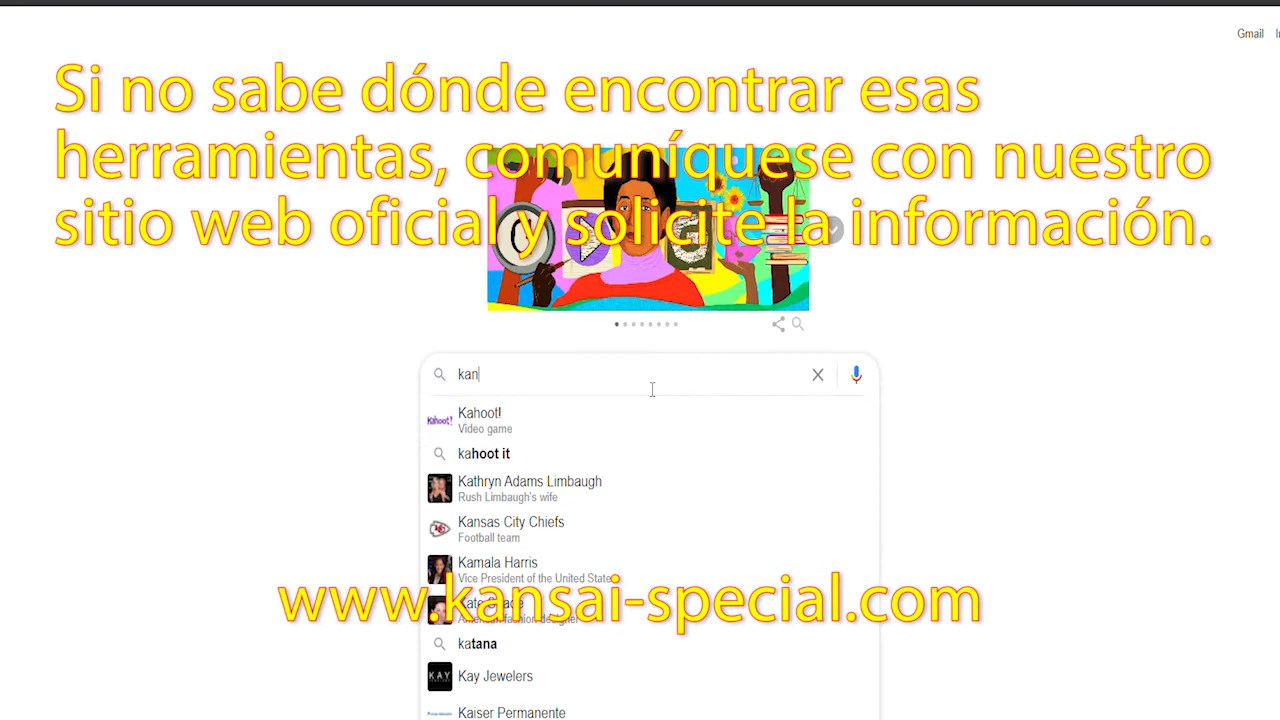 Gmail
Si no sabe dónde encontrar esas
herramientas, comuníquese con nuestro
sitio web oficial y solicite la información.
kan
Kahoot!
Video game
kahoot it
Kathryn Adams Limbaugh
Rush Limbaugh's wife
Kansas City Chiefs
Football team
Kamala Harris
Vice President of the United States
www.kansai-special.com
katana
KAY
Kay Jewelers
Kaiser Permanente